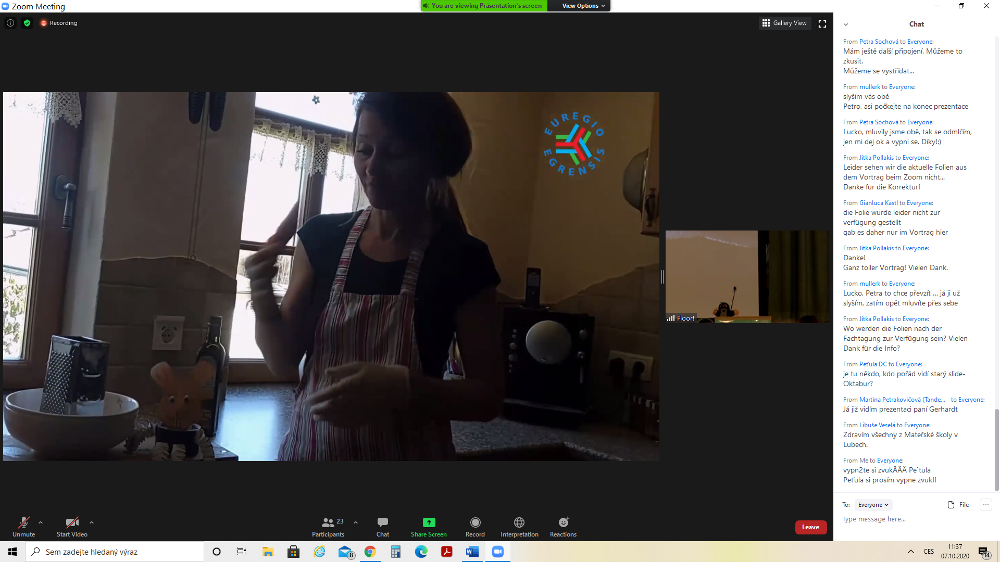 Zoom Meeting
You are viewing Präsentation's screen
View Options
Recording
Gallery View
EUREGIO
EGRENSIS
Floor!
Chat
From Petra Sochová to Everyone:
Mám ještě další připojení. Můžeme to
zkusit.
Můžeme se vystřídat...
From mullerk to Everyone:
slyším vás obě
Petro, asi počkejte na konec prezentace
From Petra Sochová to Everyone:
Lucko, mluvily jsme obě, tak se odmlčím,
jen mi dej ok a vypni se. Díky!:)
From Jitka Pollakis to Everyone:
Leider sehen wir die aktuelle Folien aus
dem Vortrag beim Zoom nicht...
Danke für die Korrektur!
From Gianluca Kastl to Everyone:
die Folie wurde leider nicht zur
verfügung gestellt
gab es daher nur im Vortrag hier
From Jitka Pollakis to Everyone:
Danke!
Ganz toller Vortrag! Vielen Dank.
From mullerk to Everyone:
Lucko, Petra to chce převzít ... já ji už
slyším, zatím opět mluvíte přes sebe
From Jitka Pollakis to Everyone:
Wo werden die Folien nach der
Fachtagung zur Verfügung sein? Vielen
Dank für die Info?
From Peťula DC to Everyone:
je tu někdo, kdo pořád vidí starý slide-
Oktabur?
From Martina Petrakovičová (Tande... to Everyone:
Já již vidím prezentaci paní Gerhardt
From Libuše Veselá to Everyone:
Zdravím všechny z Mateřské školy v
Lubech.
From Me to Everyone:
vypn2te si zvukÄÄÄ Pe`tula
Peťula si prosím vypne zvuk!!
To: Everyone
File
Type message here...
Unmute
Start Video
23
Participants
Chat
Share Screen
Record
Interpretation
Reactions
Leave
Sem zadejte hledaný výraz
8
CES
11:37
07.10.2020
14